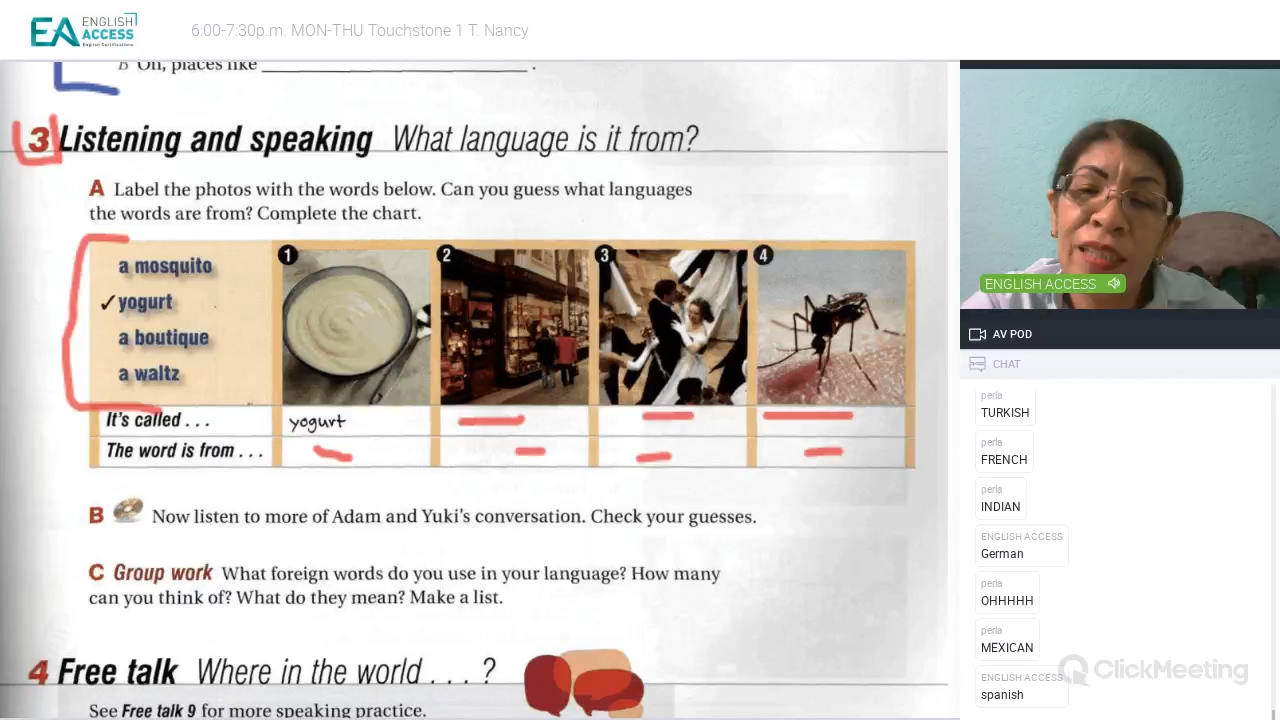 EA ENGLISH ACCESS
English Certifications
6:00-7:30p.m. MON-THU Touchstone 1 T. Nancy
B Oh, places like ______ .
3 Listening and speaking What language is it from?
A Label the photos with the words below. Can you guess what languages
the words are from? Complete the chart.
a mosquito
✓ yogurt
a boutique
a waltz
1
2
3
4
It's called . . .
yogurt
The word is from . . .
B Now listen to more of Adam and Yuki's conversation. Check your guesses.
C Group work What foreign words do you use in your language? How many
can you think of? What do they mean? Make a list.
4 Free talk Where in the world . . . ?
See Free talk 9 for more speaking practice.
ENGLISH ACCESS
AV POD
CHAT
perla
TURKISH
perla
FRENCH
perla
INDIAN
ENGLISH ACCESS
German
perla
OHHHHH
perla
MEXICAN
ENGLISH ACCESS
spanish
ClickMeeting